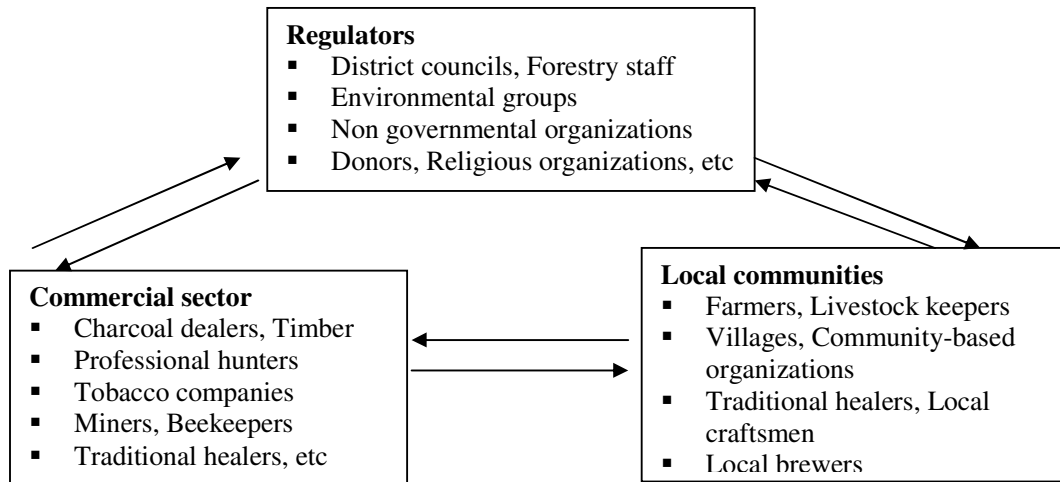 Regulators
▪ District councils, Forestry staff
▪ Environmental groups
▪ Non governmental organizations
▪ Donors, Religious organizations, etc
Commercial sector
▪ Charcoal dealers, Timber
▪ Professional hunters
▪ Tobacco companies
▪ Miners, Beekeepers
▪ Traditional healers, etc
Local communities
▪ Farmers, Livestock keepers
▪ Villages, Community-based
organizations
▪ Traditional healers, Local
craftsmen
▪ Local brewers